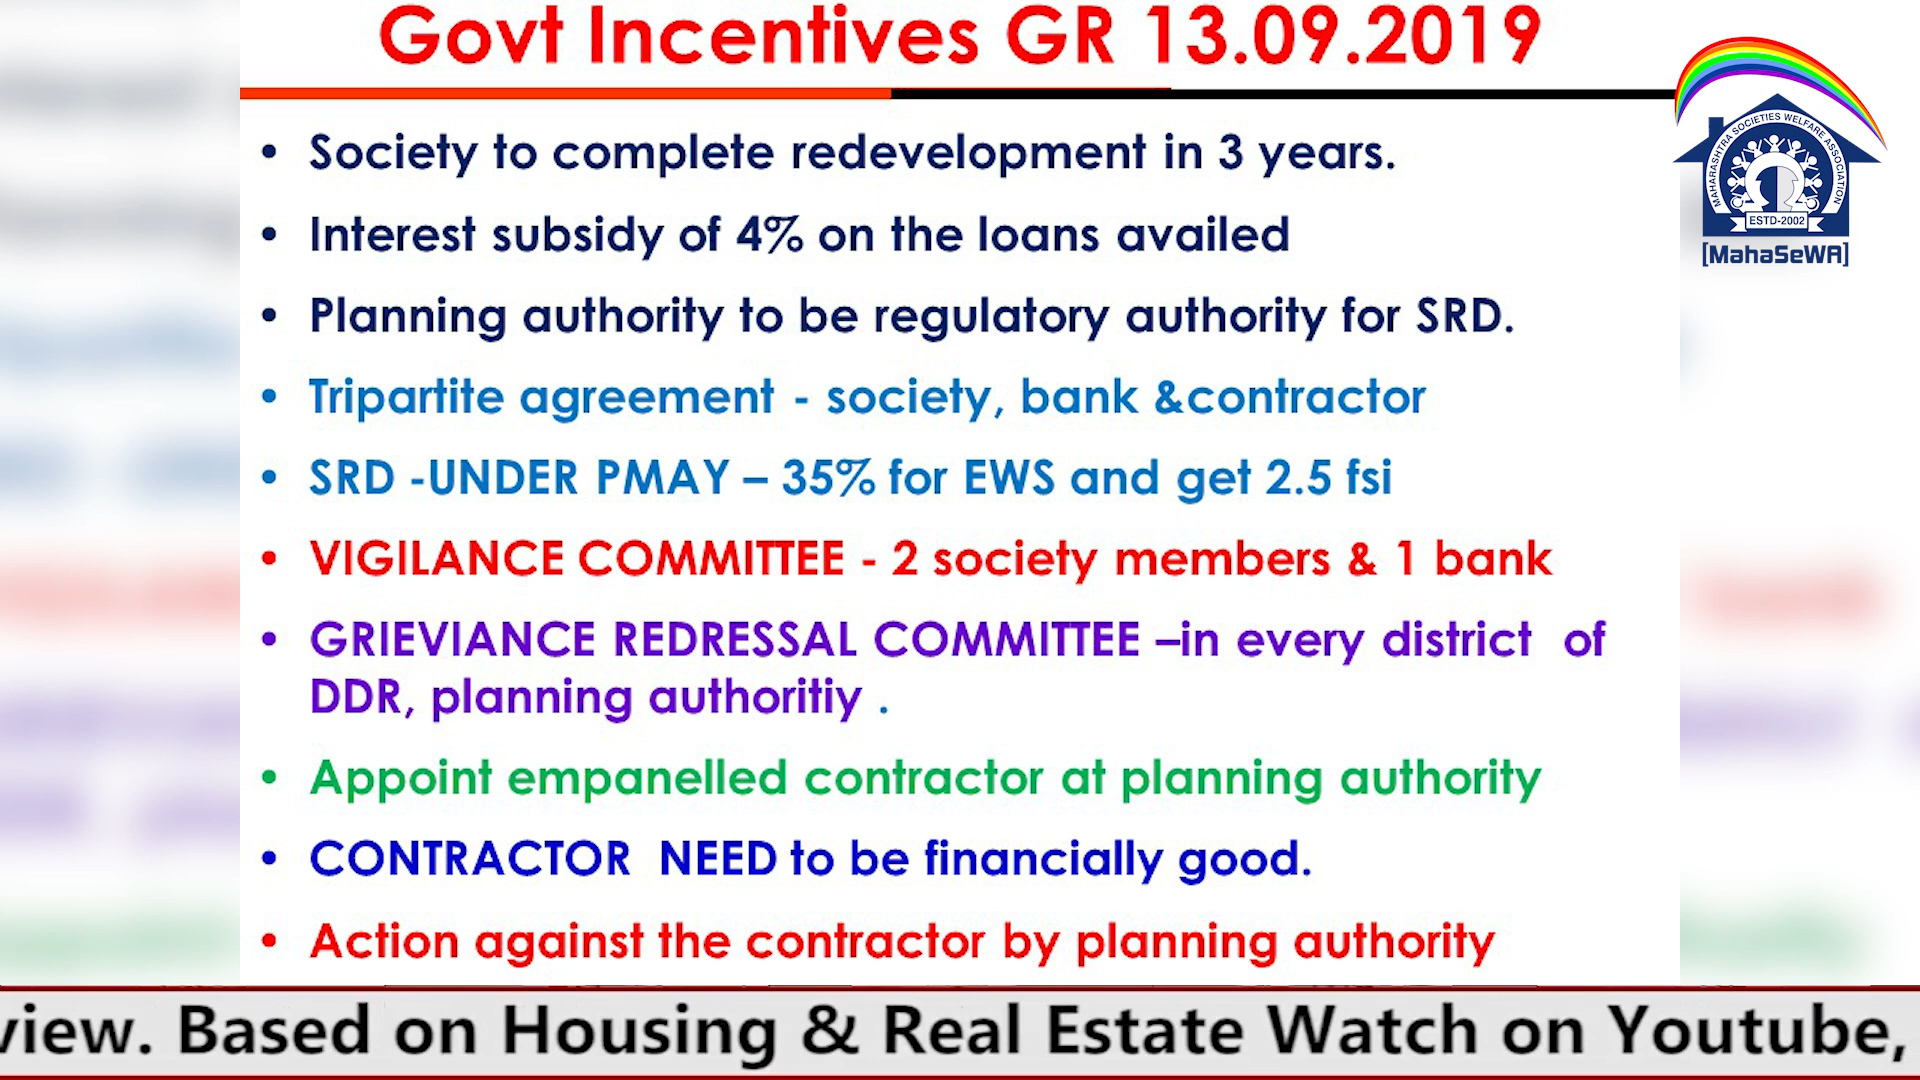 Govt Incentives GR 13.09.2019
• Society to complete redevelopment in 3 years.
• Interest subsidy of 4% on the loans availed
• Planning authority to be regulatory authority for SRD.
• Tripartite agreement - society, bank &contractor
• SRD -UNDER PMAY – 35% for EWS and get 2.5 fsi
• VIGILANCE COMMITTEE - 2 society members & 1 bank
• GRIEVIANCE REDRESSAL COMMITTEE –in every district of
DDR, planning authoritiy .
• Appoint empanelled contractor at planning authority
• CONTRACTOR NEED to be financially good.
• Action against the contractor by planning authority
MAHARASHTRA SOCIETIES WELFARE ASSOCIATION
ESTD-2002
[MahaSeWA]
view. Based on Housing & Real Estate Watch on Youtube,